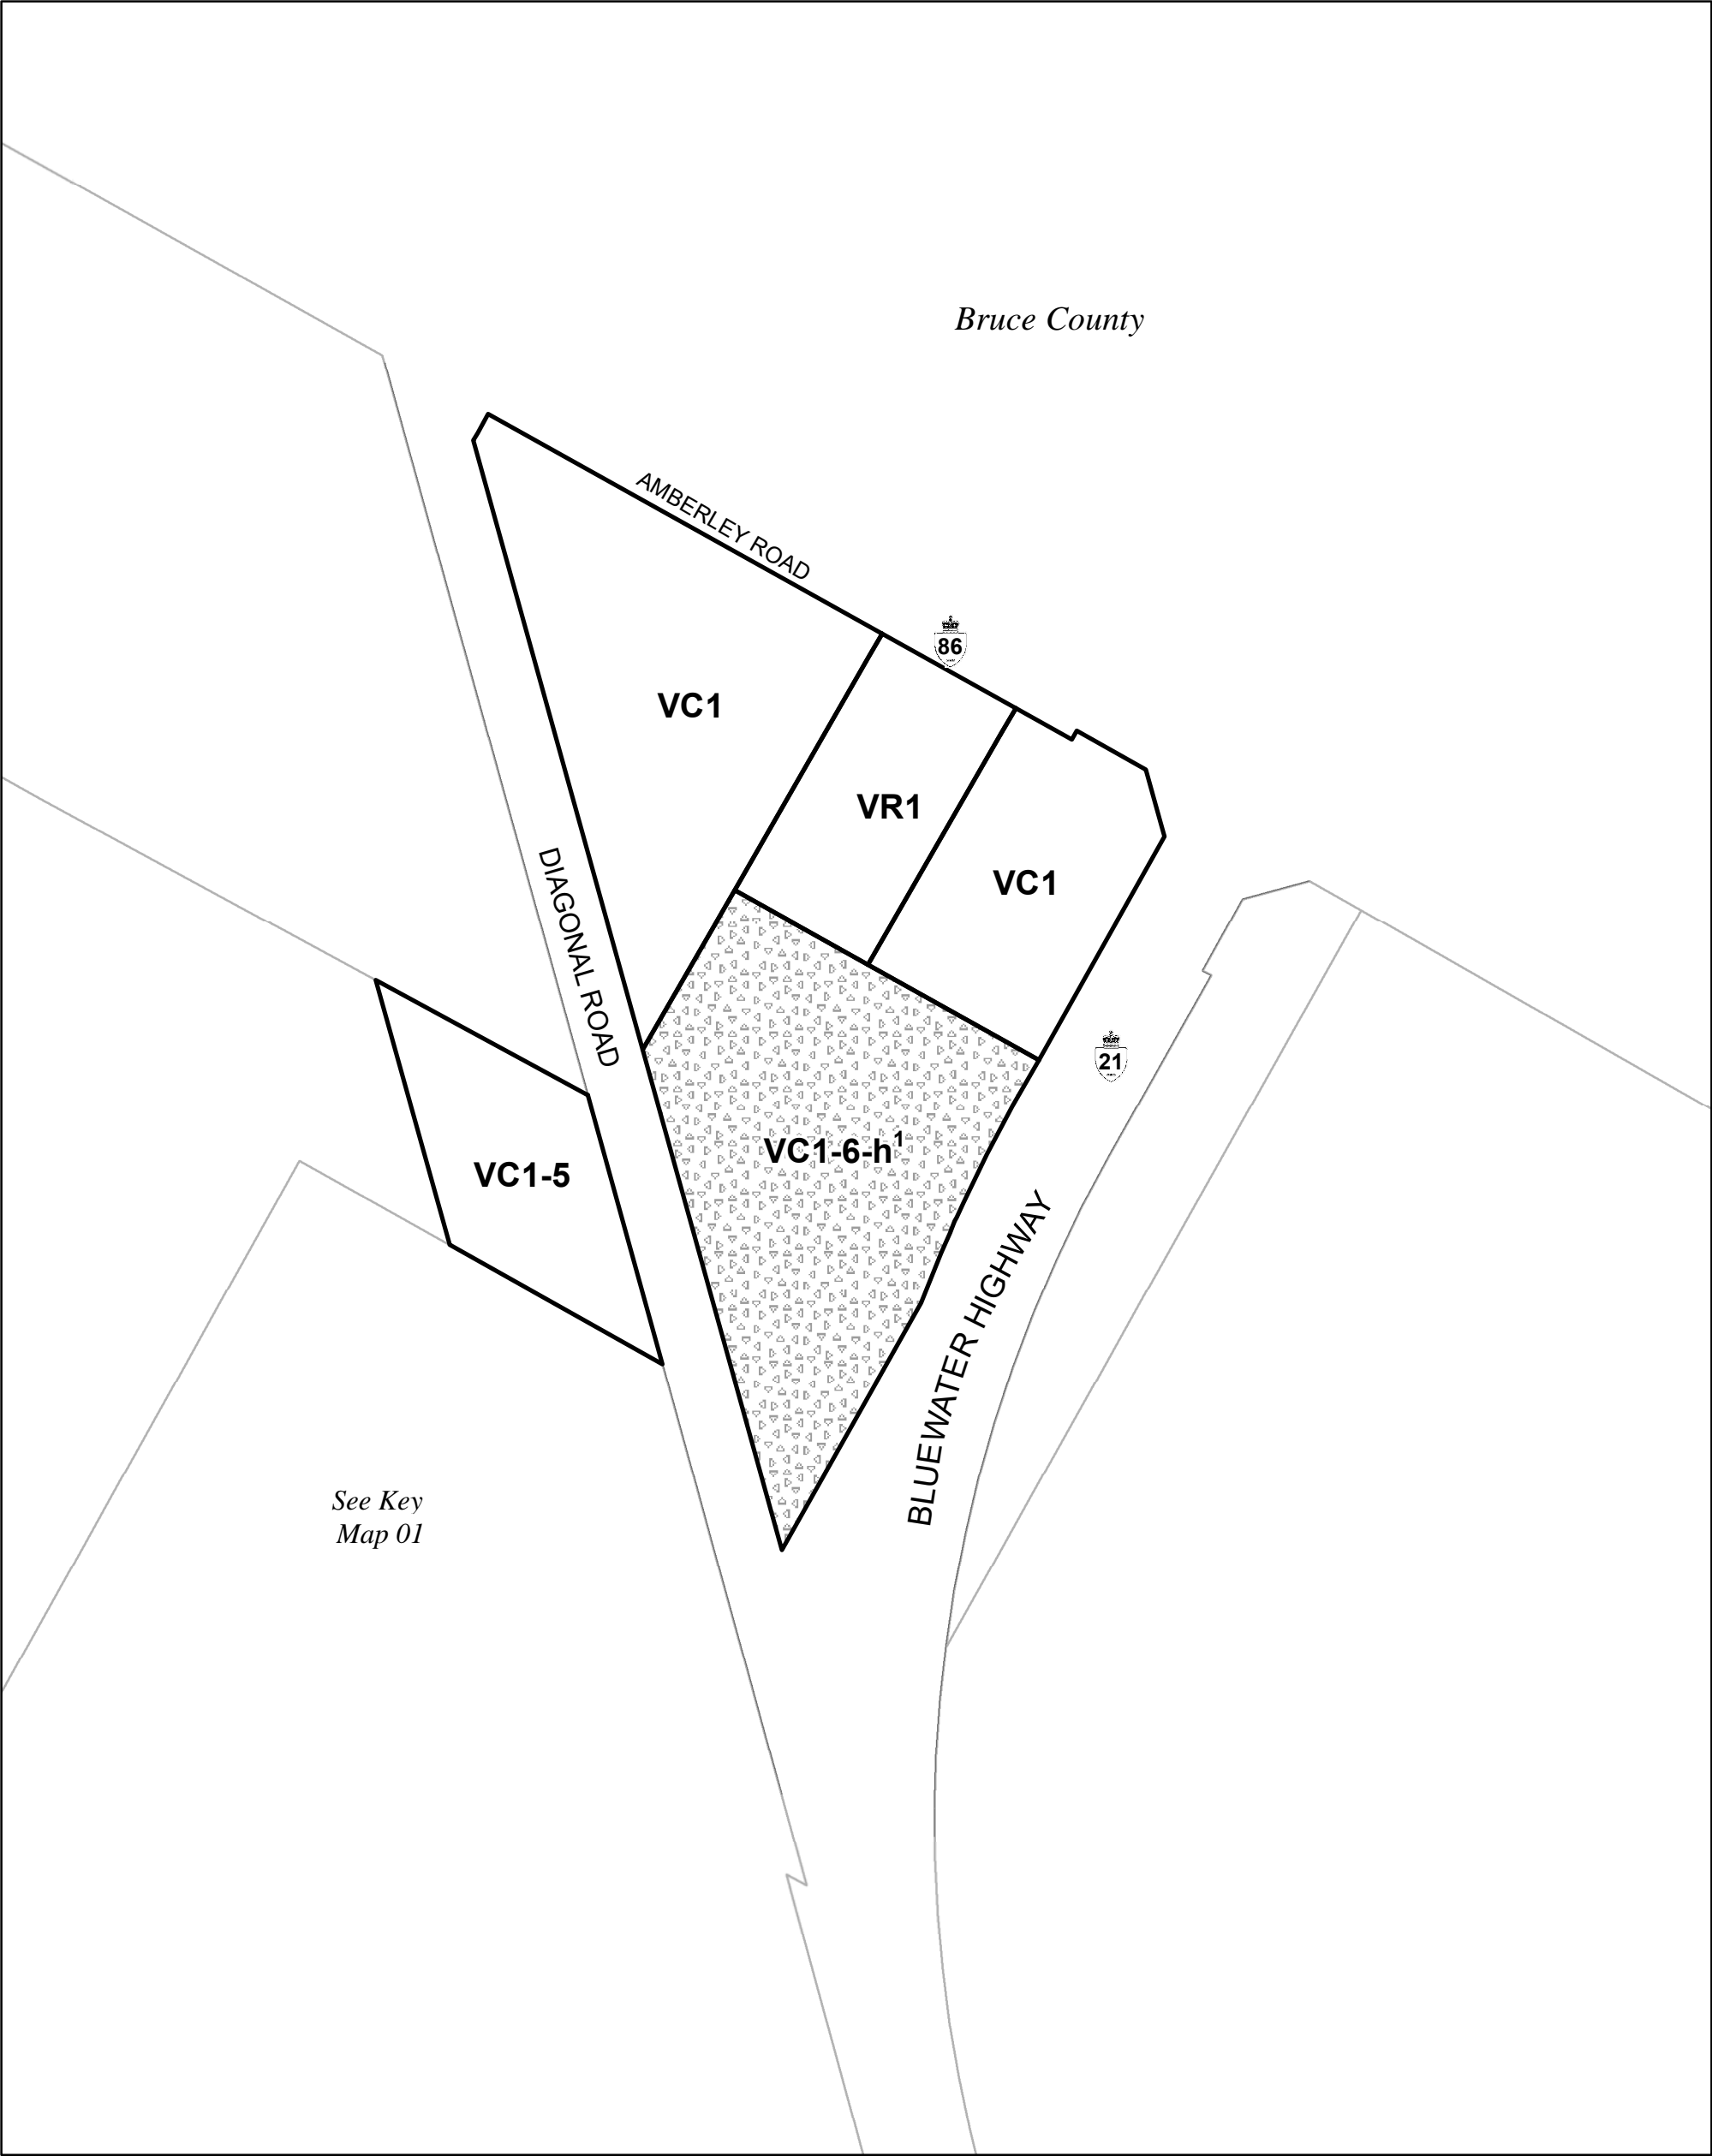 Bruce County
AMBERLEY ROAD
86
VC1
VR1
VC1
DIAGONAL ROAD
21
VC1-6-h¹
VC1-5
BLUEWATER HIGHWAY
See Key
Map 01